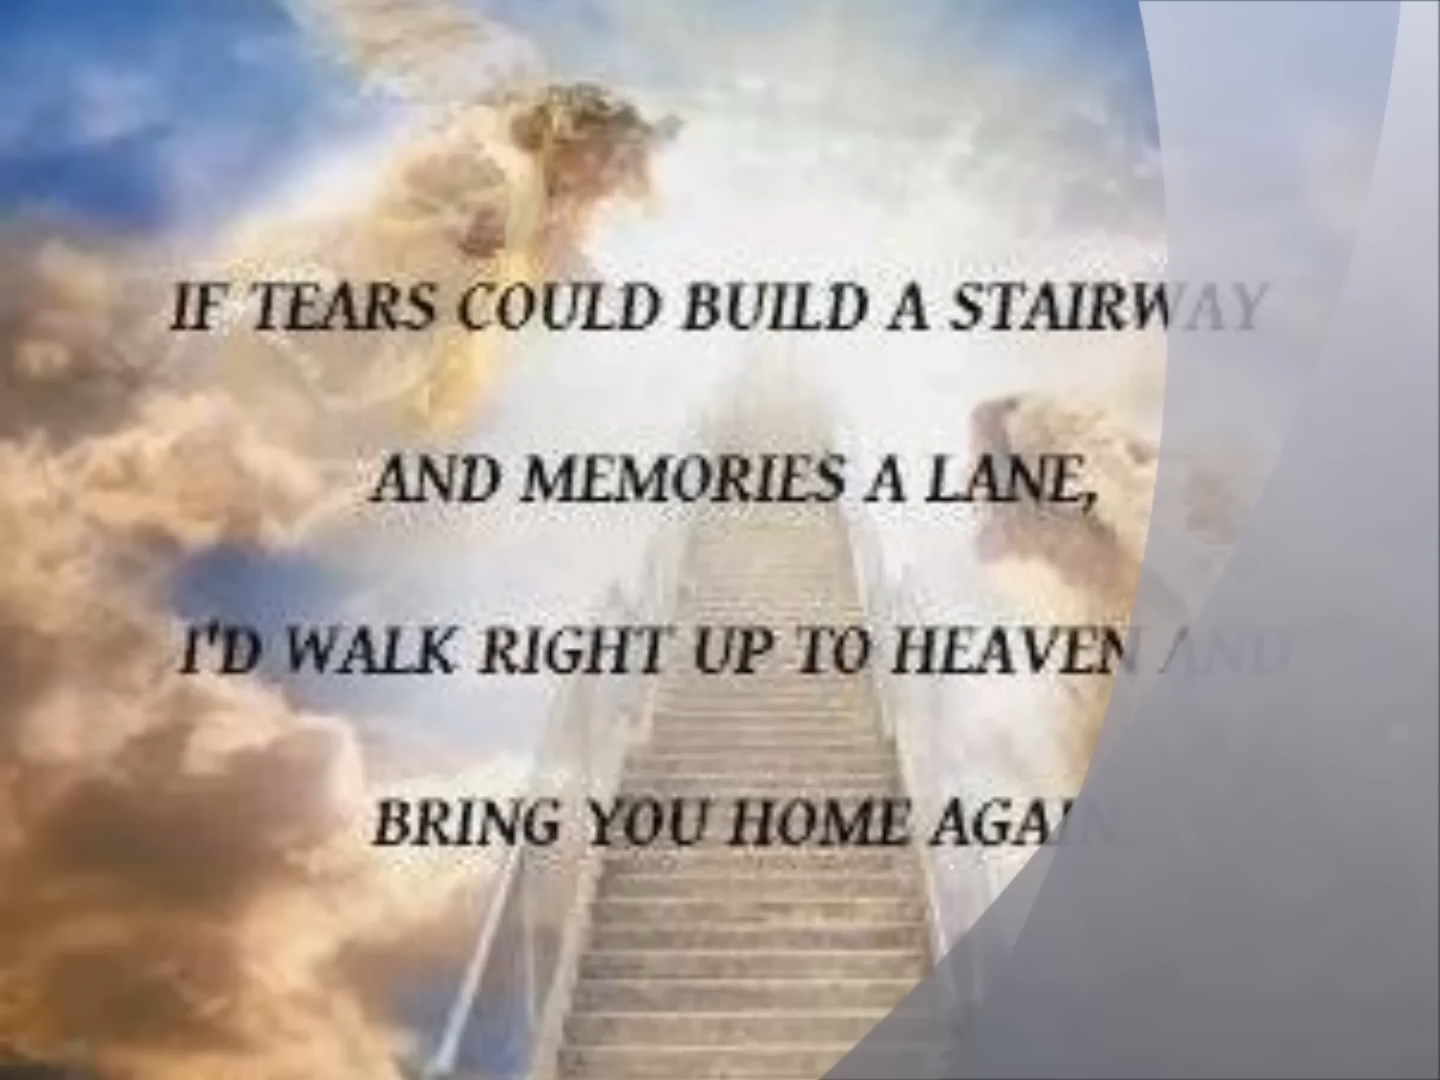 IF TEARS COULD BUILD A STAIRWAY
AND MEMORIES A LANE,
I'D WALK RIGHT UP TO HEAVEN AND
BRING YOU HOME AGAIN.